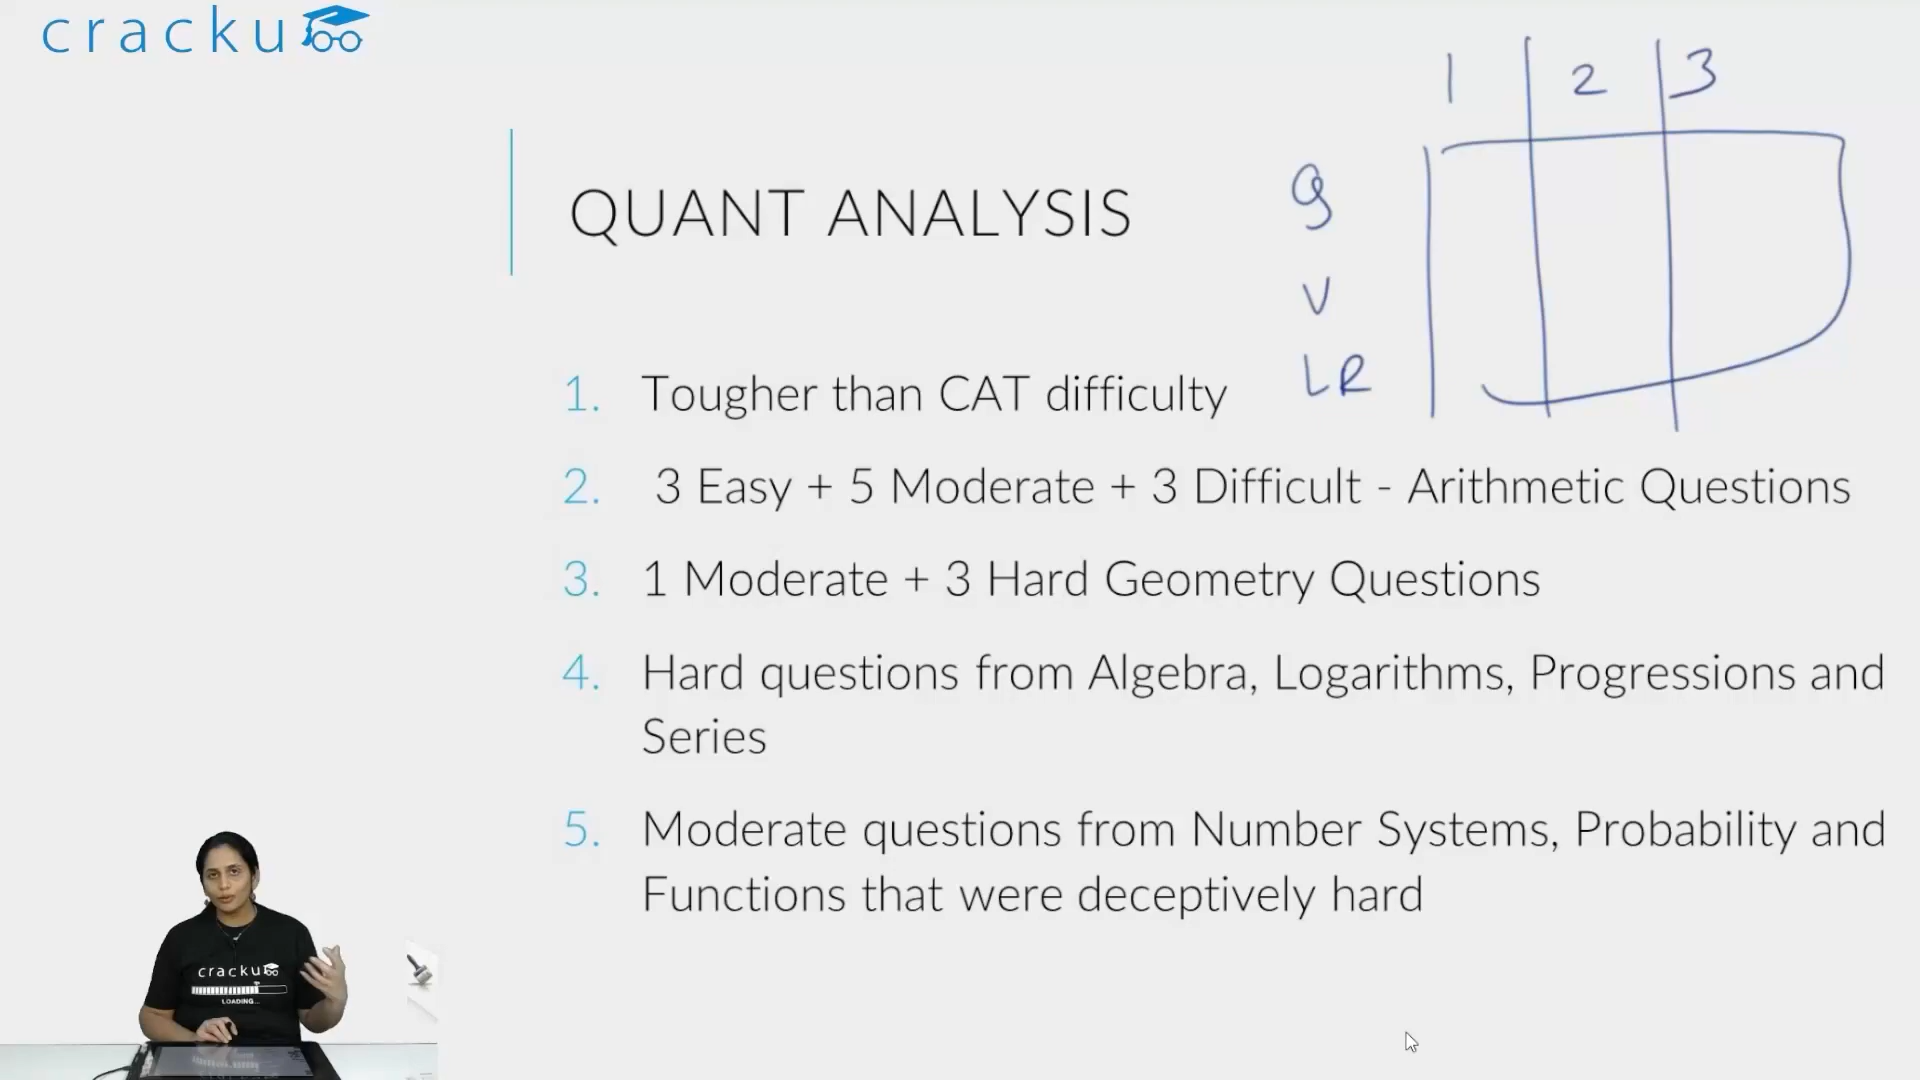 cracku
1 2 3
QUANT ANALYSIS
Q
V
LR
1. Tougher than CAT difficulty
2. 3 Easy + 5 Moderate + 3 Difficult - Arithmetic Questions
3. 1 Moderate + 3 Hard Geometry Questions
4. Hard questions from Algebra, Logarithms, Progressions and
Series
5. Moderate questions from Number Systems, Probability and
Functions that were deceptively hard
cracku
LOADING...